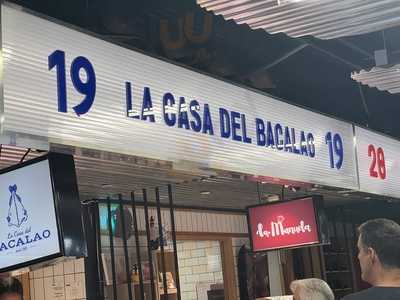 19 LA CASA DEL BACALAO 19
28
La Casa del
BACALAO
La MANUELA